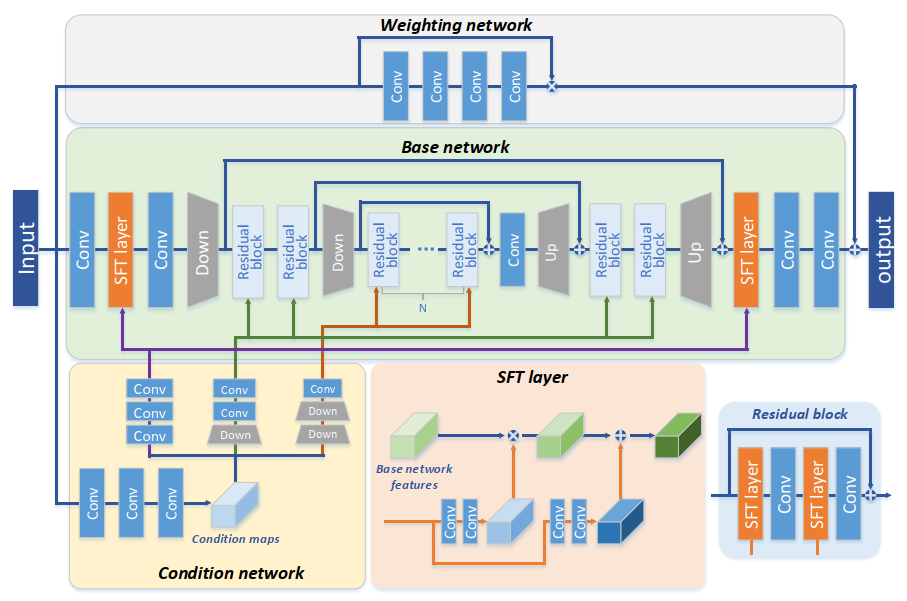 Weighting network
Conv
Conv
Conv
Conv
Base network
Input
Conv
SFT layer
Conv
Down
Residual
block
Residual
block
Down
Residual
block
...
Residual
block
Conv
Up
Residual
block
Residual
block
Up
SFT layer
Conv
Conv
output
N
Conv
Conv
Conv
Conv
Conv
Down
Conv
Down
Down
Conv
Conv
Conv
Condition maps
Condition network
SFT layer
Base network
features
Conv
Conv
Conv
Conv
Residual block
SFT layer
Conv
SFT layer
Conv